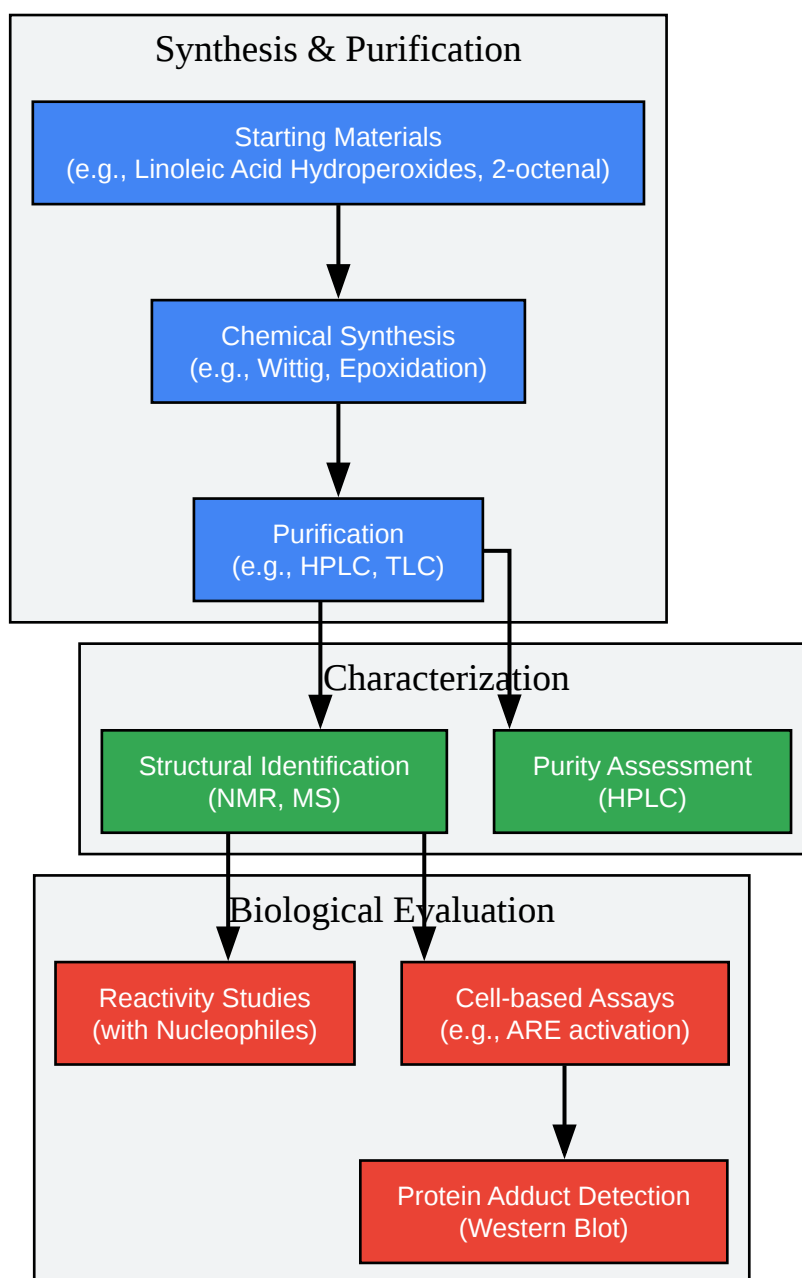 Synthesis & Purification
Starting Materials
(e.g., Linoleic Acid Hydroperoxides, 2-octenal)
Chemical Synthesis
(e.g., Wittig, Epoxidation)
Purification
(e.g., HPLC, TLC)
Characterization
Structural Identification
(NMR, MS)
Purity Assessment
(HPLC)
Biological Evaluation
Reactivity Studies
(with Nucleophiles)
Cell-based Assays
(e.g., ARE activation)
Protein Adduct Detection
(Western Blot)